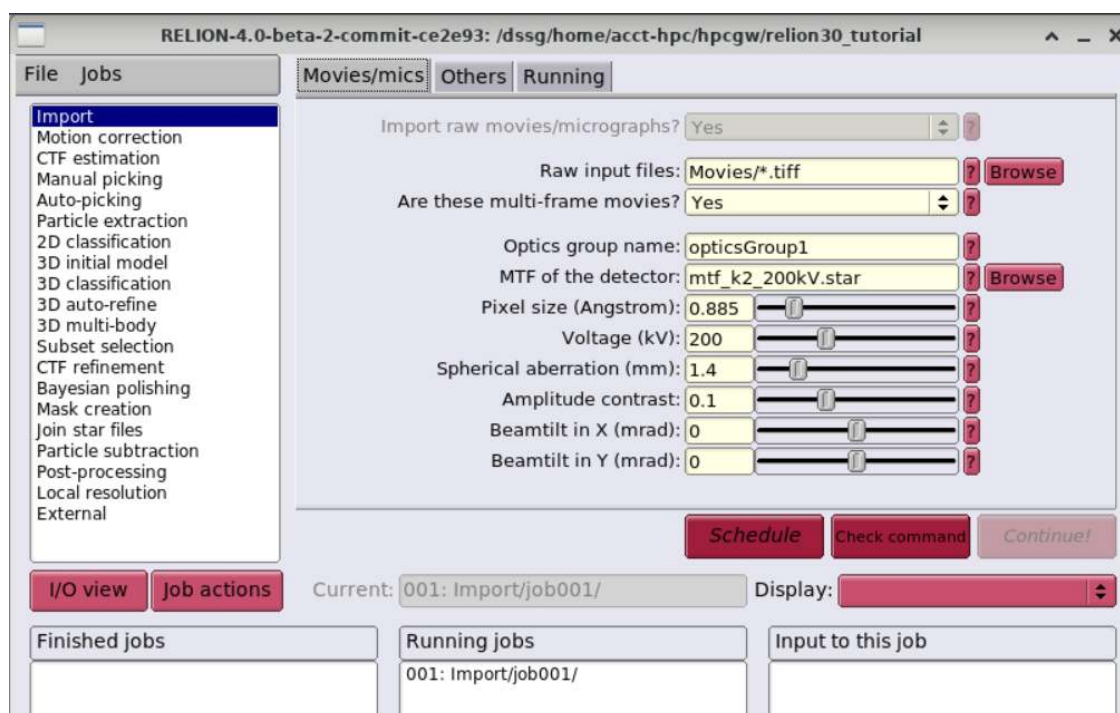 RELION-4.0-beta-2-commit-ce2e93: /dssg/home/acct-hpc/hpcgw/relion30_tutorial
File Jobs
Import
Motion correction
CTF estimation
Manual picking
Auto-picking
Particle extraction
2D classification
3D initial model
3D classification
3D auto-refine
3D multi-body
Subset selection
CTF refinement
Bayesian polishing
Mask creation
Join star files
Particle subtraction
Post-processing
Local resolution
External
Movies/mics Others Running
Import raw movies/micrographs? Yes ?
Raw input files: Movies/*.tiff ? Browse
Are these multi-frame movies? Yes ?
Optics group name: opticsGroup1 ?
MTF of the detector: mtf_k2_200kV.star ? Browse
Pixel size (Angstrom): 0.885 ?
Voltage (kV): 200 ?
Spherical aberration (mm): 1.4 ?
Amplitude contrast: 0.1 ?
Beamtilt in X (mrad): 0 ?
Beamtilt in Y (mrad): 0 ?
Schedule Check command Continue!
I/O view Job actions Current: 001: Import/job001/ Display:
Finished jobs
Running jobs
001: Import/job001/
Input to this job